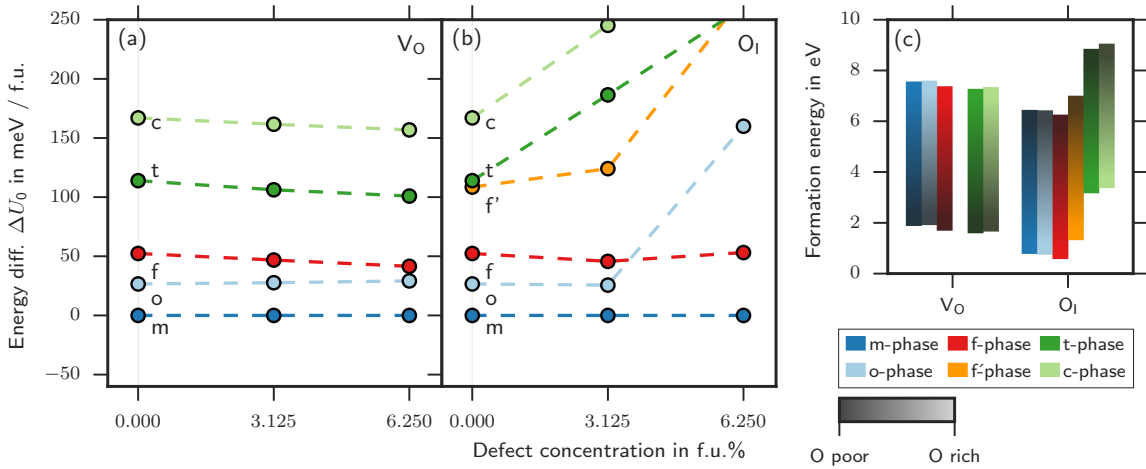 Energy diff. ΔU₀ in meV / f.u.
250
200
150
100
50
0
−50
(a)
V_O
c
t
f
o
m
0.000
3.125
6.250
(b)
O_I
c
t
f'
f
o
m
0.000
3.125
6.250
Defect concentration in f.u.%
Formation energy in eV
10
8
6
4
2
0
(c)
V_O
O_I
m-phase
f-phase
t-phase
o-phase
f'-phase
c-phase
O poor
O rich